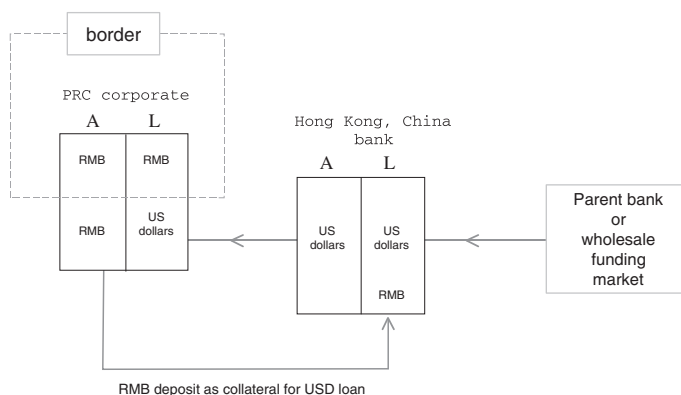 border
PRC corporate
A L
RMB RMB
RMB US dollars
Hong Kong, China
bank
A L
US
dollars
US
dollars
RMB
Parent bank
or
wholesale
funding
market
RMB deposit as collateral for USD loan